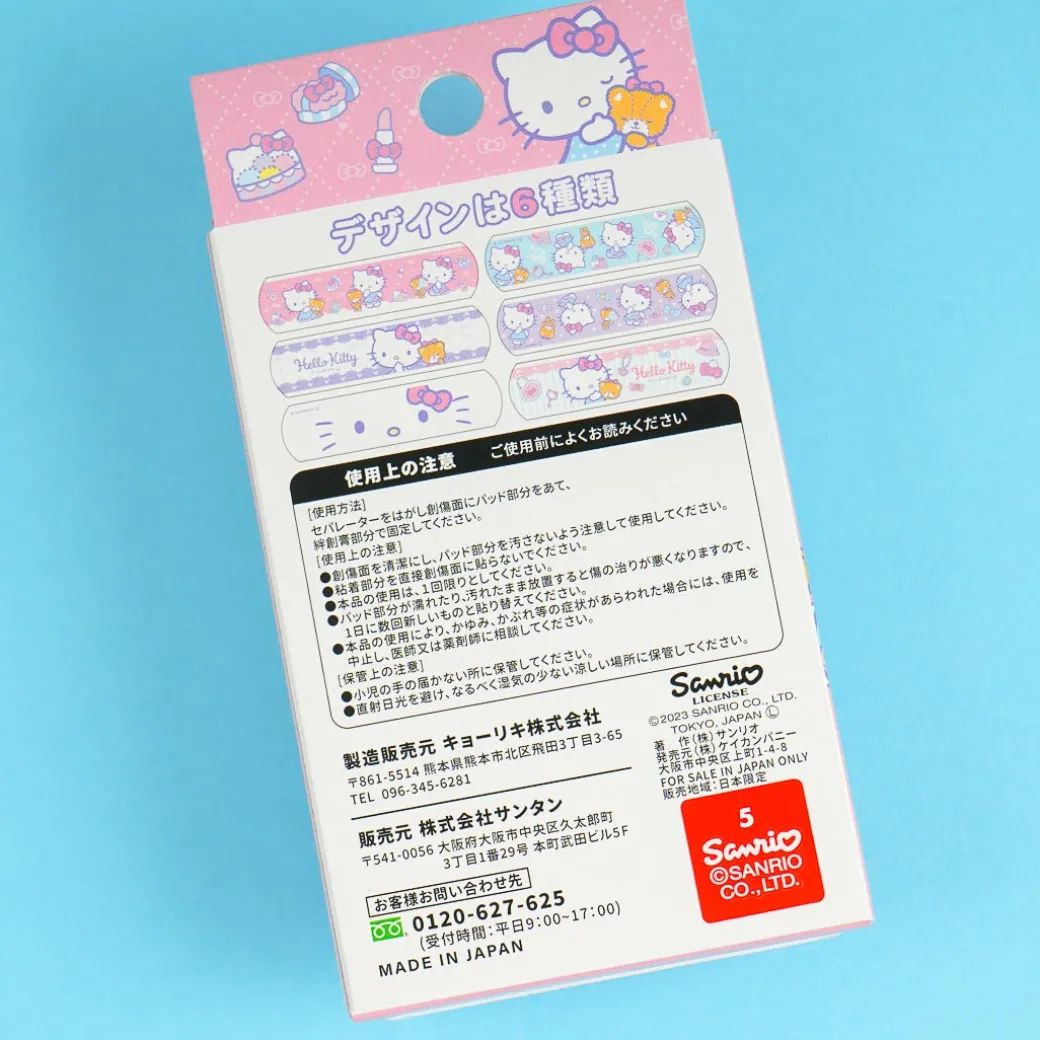 デザインは6種類
Hello Kitty
Hello Kitty
使用上の注意 ご使用前によくお読みください
[使用方法]
セパレーターをはがし創傷面にパッド部分をあて、
絆創膏部分で固定してください。
[使用上の注意]
●創傷面を清潔にし、パッド部分を汚さないよう注意して使用してください。
●粘着部分を直接創傷面に貼らないでください。
●本品の使用は、1回限りとしてください。
●パッド部分が濡れたり、汚れたまま放置すると傷の治りが悪くなりますので、
1日に数回新しいものと貼り替えてください。
●本品の使用により、かゆみ、かぶれ等の症状があらわれた場合には、使用を
中止し、医師又は薬剤師に相談してください。
[保管上の注意]
●小児の手の届かない所に保管してください。
●直射日光を避け、なるべく湿気の少ない涼しい場所に保管してください。
製造販売元 キョーリキ株式会社
〒861-5514 熊本県熊本市北区飛田3丁目3-65
TEL 096-345-6281
販売元 株式会社サンタン
〒541-0056 大阪府大阪市中央区久太郎町
3丁目1番29号 本町武田ビル5F
お客様お問い合わせ先
0120-627-625
(受付時間:平日9:00~17:00)
MADE IN JAPAN
Sanrio
LICENSE
©2023 SANRIO CO., LTD.
TOKYO, JAPAN Ⓛ
著 作(株)サンリオ
発売元(株)ケイカンパニー
大阪市中央区上町1-4-8
FOR SALE IN JAPAN ONLY
販売地域:日本限定
5
Sanrio
©SANRIO
CO.,LTD.